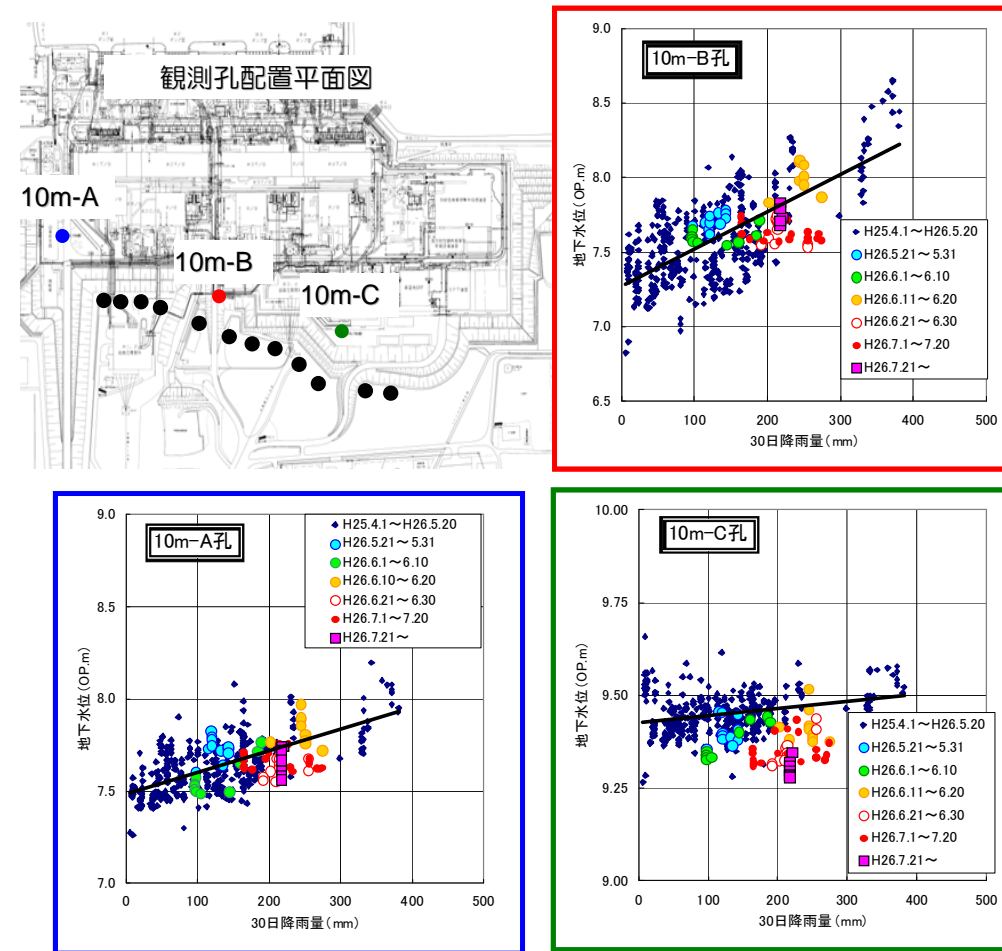 観測孔配置平面図
10m-A
10m-B
10m-C
10m-B孔
地下水位(OP.m)
9.0
8.5
8.0
7.5
7.0
6.5
0
100
200
300
400
500
30日降雨量(mm)
H25.4.1～H26.5.20
H26.5.21～5.31
H26.6.1～6.10
H26.6.11～6.20
H26.6.21～6.30
H26.7.1～7.20
H26.7.21～
10m-A孔
地下水位(OP.m)
9.0
8.5
8.0
7.5
7.0
0
100
200
300
400
500
30日降雨量(mm)
H25.4.1～H26.5.20
H26.5.21～5.31
H26.6.1～6.10
H26.6.10～6.20
H26.6.21～6.30
H26.7.1～7.20
H26.7.21～
10m-C孔
地下水位(OP.m)
10.00
9.75
9.50
9.25
9.00
0
100
200
300
400
500
30日降雨量(mm)
H25.4.1～H26.5.20
H26.5.21～5.31
H26.6.1～6.10
H26.6.11～6.20
H26.6.21～6.30
H26.7.1～7.20
H26.7.21～